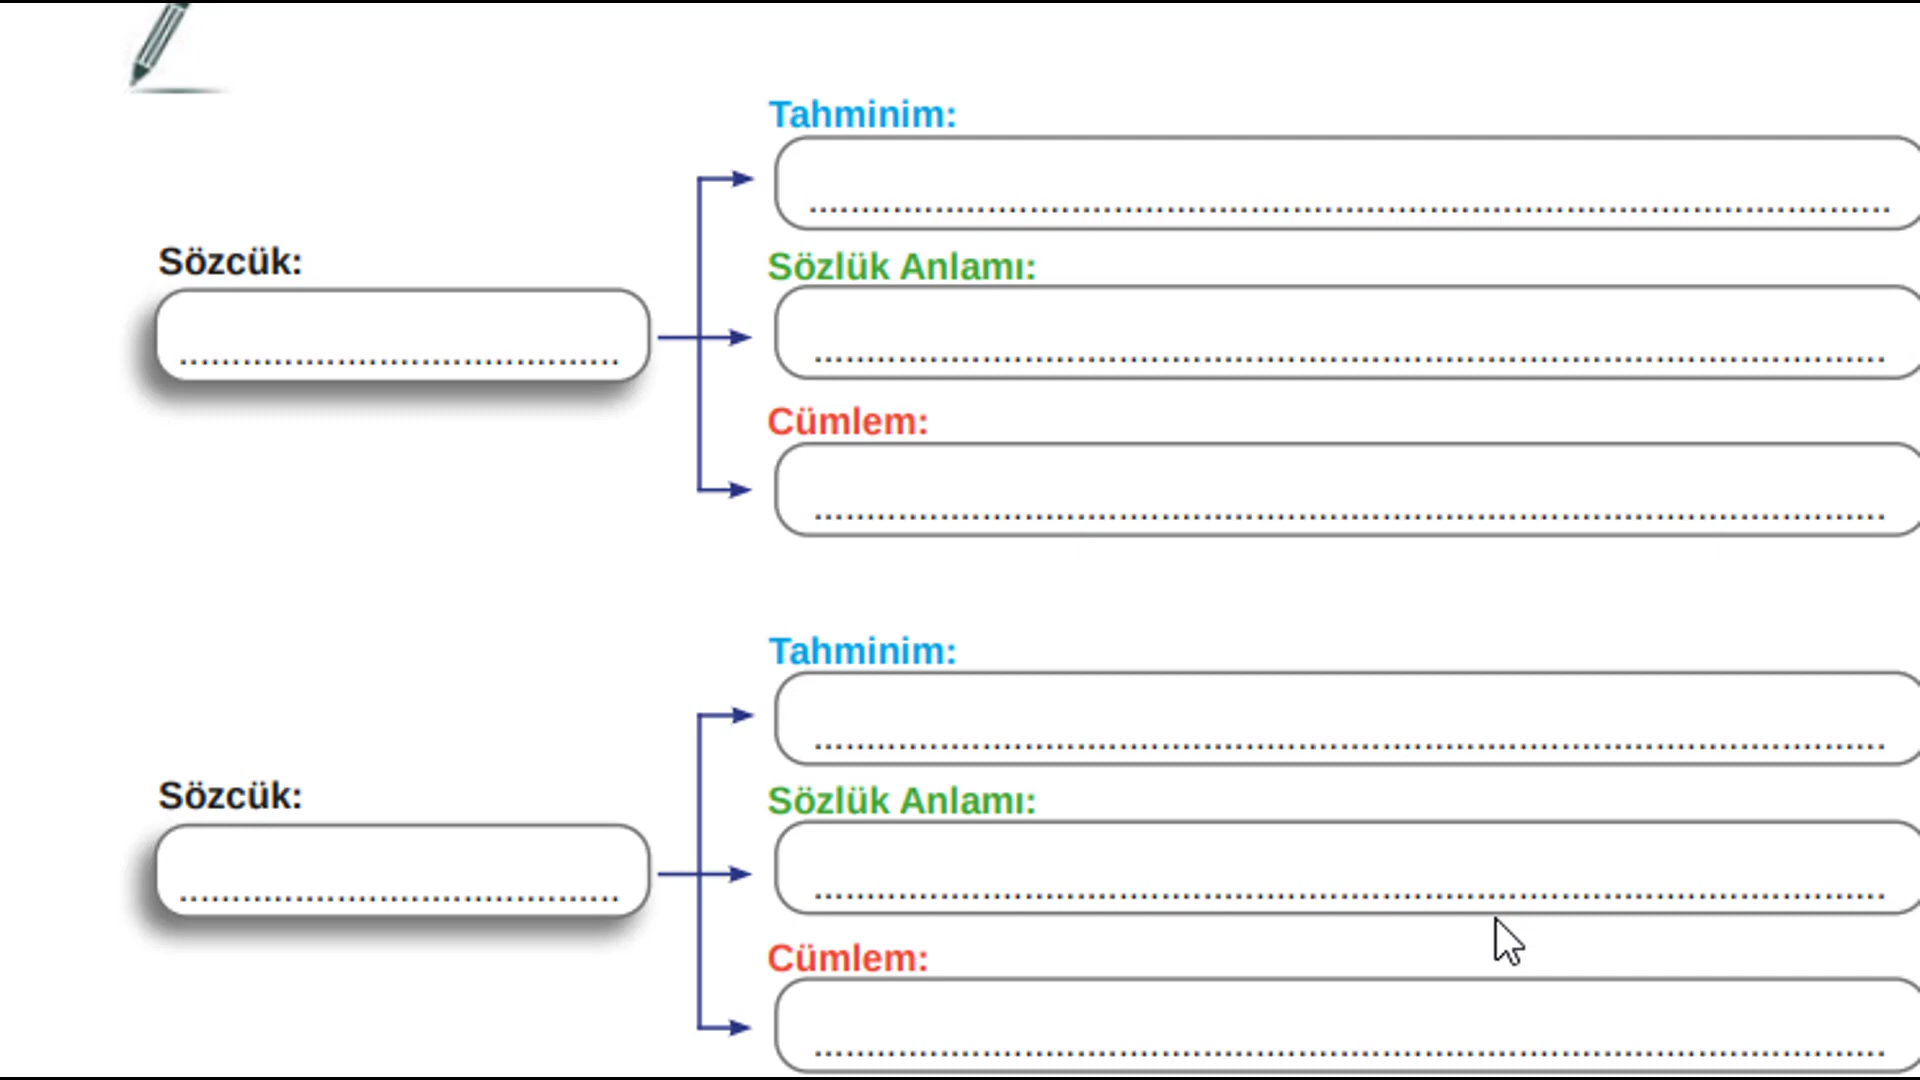 Tahminim:
Sözcük:
Sözlük Anlamı:
Cümlem:
Tahminim:
Sözcük:
Sözlük Anlamı:
Cümlem: